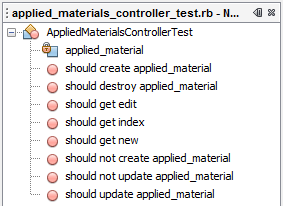 applied_materials_controller_test.rb - N...
AppliedMaterialsControllerTest
applied_material
should create applied_material
should destroy applied_material
should get edit
should get index
should get new
should not create applied_material
should not update applied_material
should update applied_material